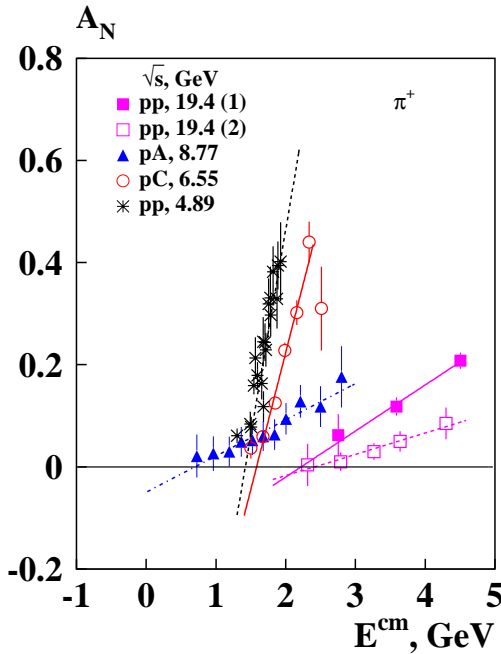 A_N
0.8
√s, GeV
pp, 19.4 (1)
π⁺
pp, 19.4 (2)
pA, 8.77
0.6
pC, 6.55
pp, 4.89
0.4
0.2
0
-0.2
-1 0 1 2 3 4 5
E^cm, GeV